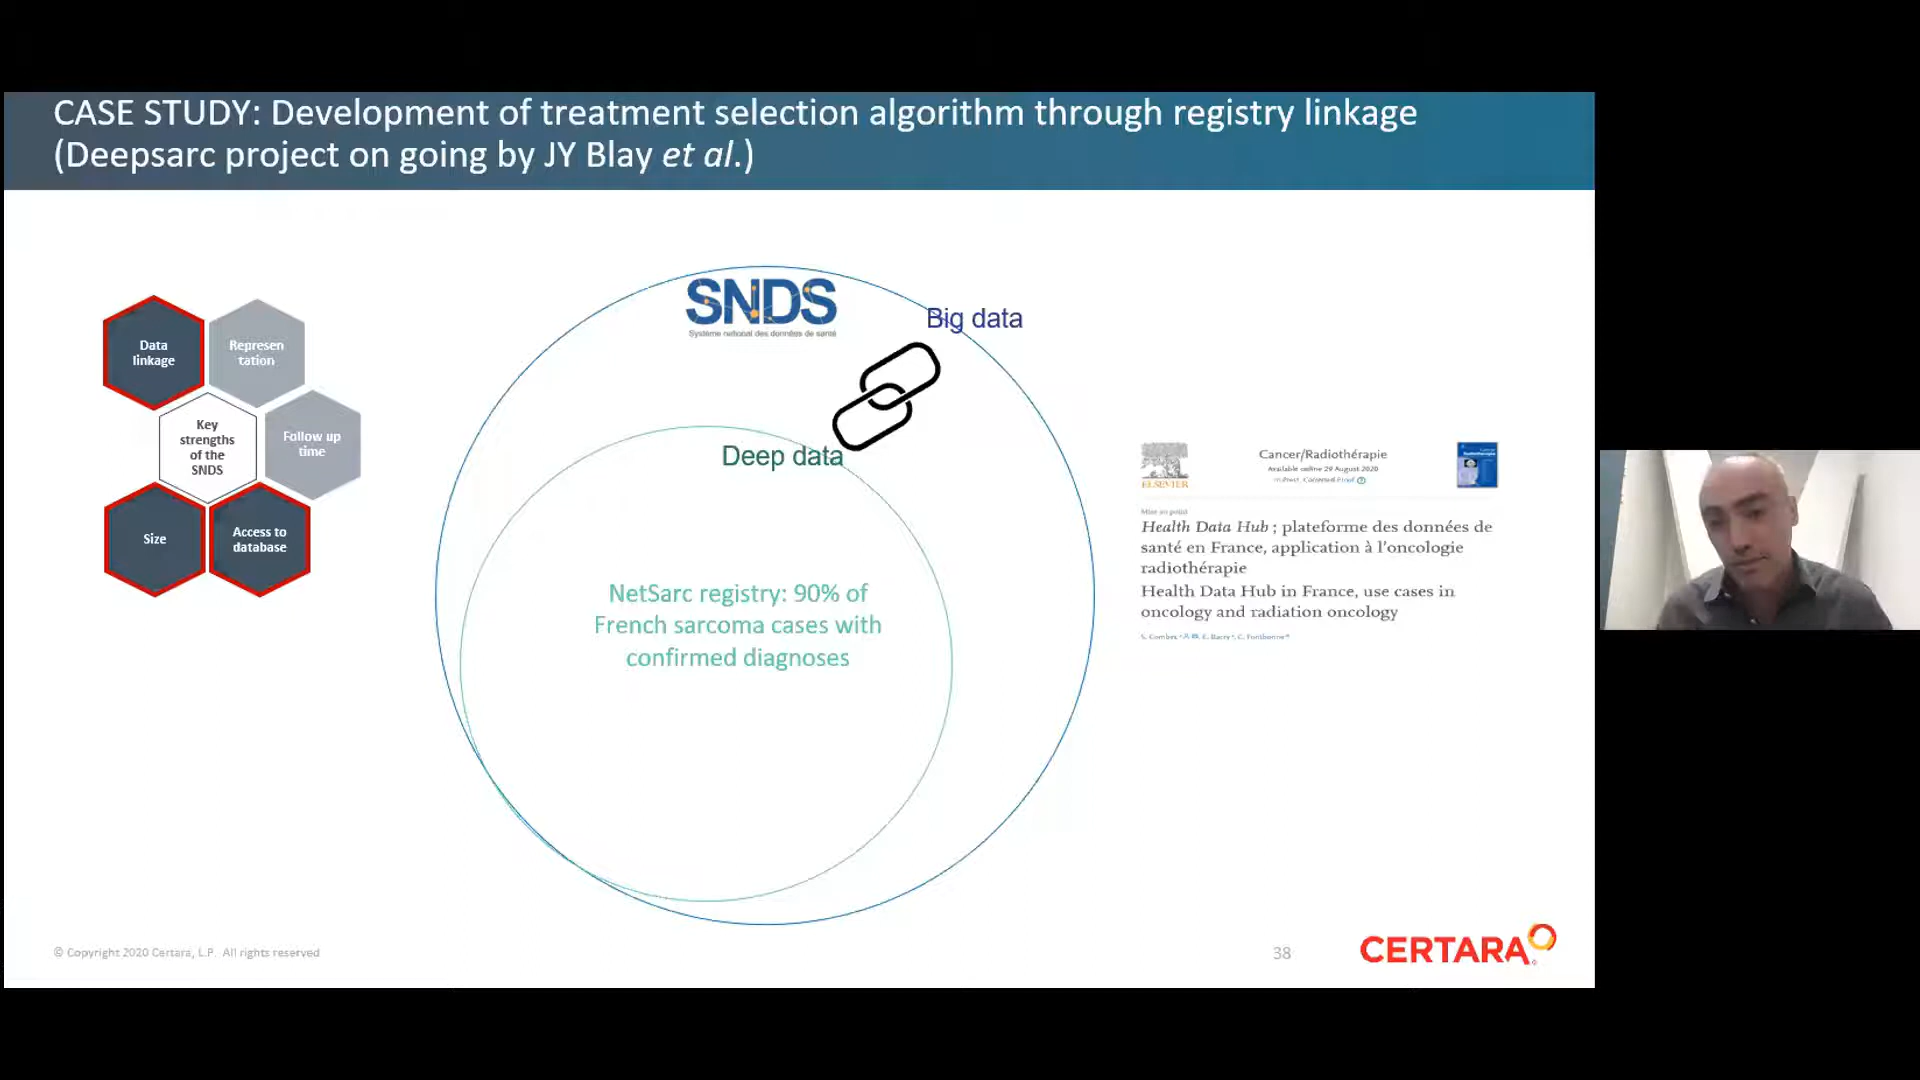 CASE STUDY: Development of treatment selection algorithm through registry linkage
(Deepsarc project on going by JY Blay et al.)
Data
linkage
Represen
tation
Key
strengths
of the
SNDS
Follow up
time
Size
Access to
database
SNDS
Système national des données de santé
Big data
Deep data
NetSarc registry: 90% of
French sarcoma cases with
confirmed diagnoses
ELSEVIER
Cancer/Radiothérapie
Available online 29 August 2020
In Press, Corrected Proof
Mise au point
Health Data Hub ; plateforme des données de
santé en France, application à l'oncologie
radiothérapie
Health Data Hub in France, use cases in
oncology and radiation oncology
S. Combes, E. Bacry, C. Fontbonne
© Copyright 2020 Certara, L.P. All rights reserved
38
CERTARA